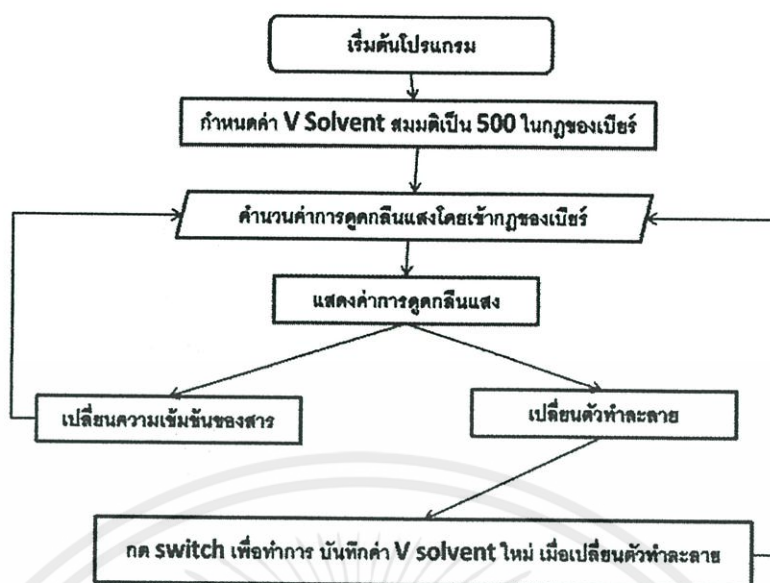 เริ่มต้นโปรแกรม
กำหนดค่า V Solvent สมมติเป็น 500 ในกฎของเบียร์
คำนวนค่าการดูดกลืนแสงโดยเข้ากฎของเบียร์
แสดงค่าการดูดกลืนแสง
เปลี่ยนความเข้มข้นของสาร
เปลี่ยนตัวทำละลาย
กด switch เพื่อทำการ บันทึกค่า V solvent ใหม่ เมื่อเปลี่ยนตัวทำละลาย